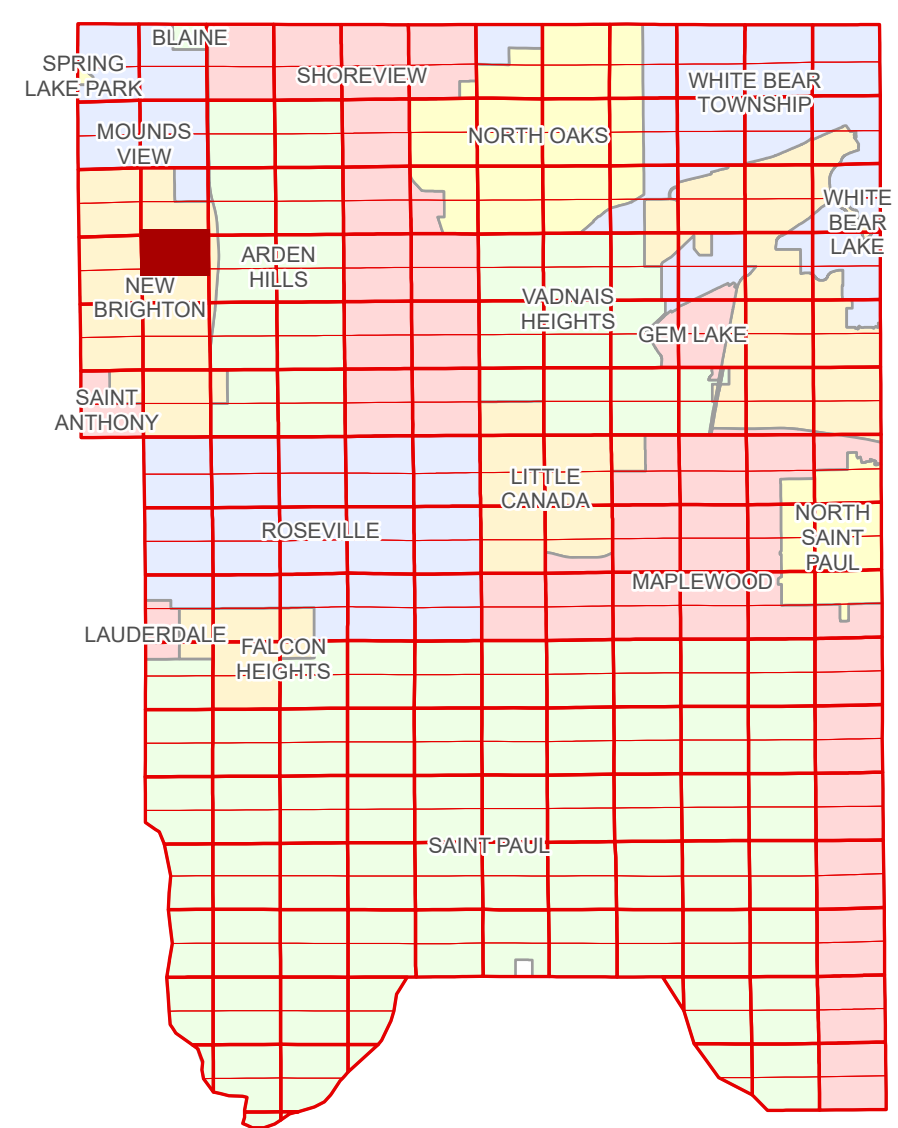 BLAINE
SPRING
LAKE PARK
SHOREVIEW
WHITE BEAR
TOWNSHIP
MOUNDS
VIEW
NORTH OAKS
WHITE
BEAR
LAKE
ARDEN
HILLS
NEW
BRIGHTON
VADNAIS
HEIGHTS
GEM LAKE
SAINT
ANTHONY
LITTLE
CANADA
NORTH
SAINT
PAUL
ROSEVILLE
MAPLEWOOD
LAUDERDALE
FALCON
HEIGHTS
SAINT PAUL